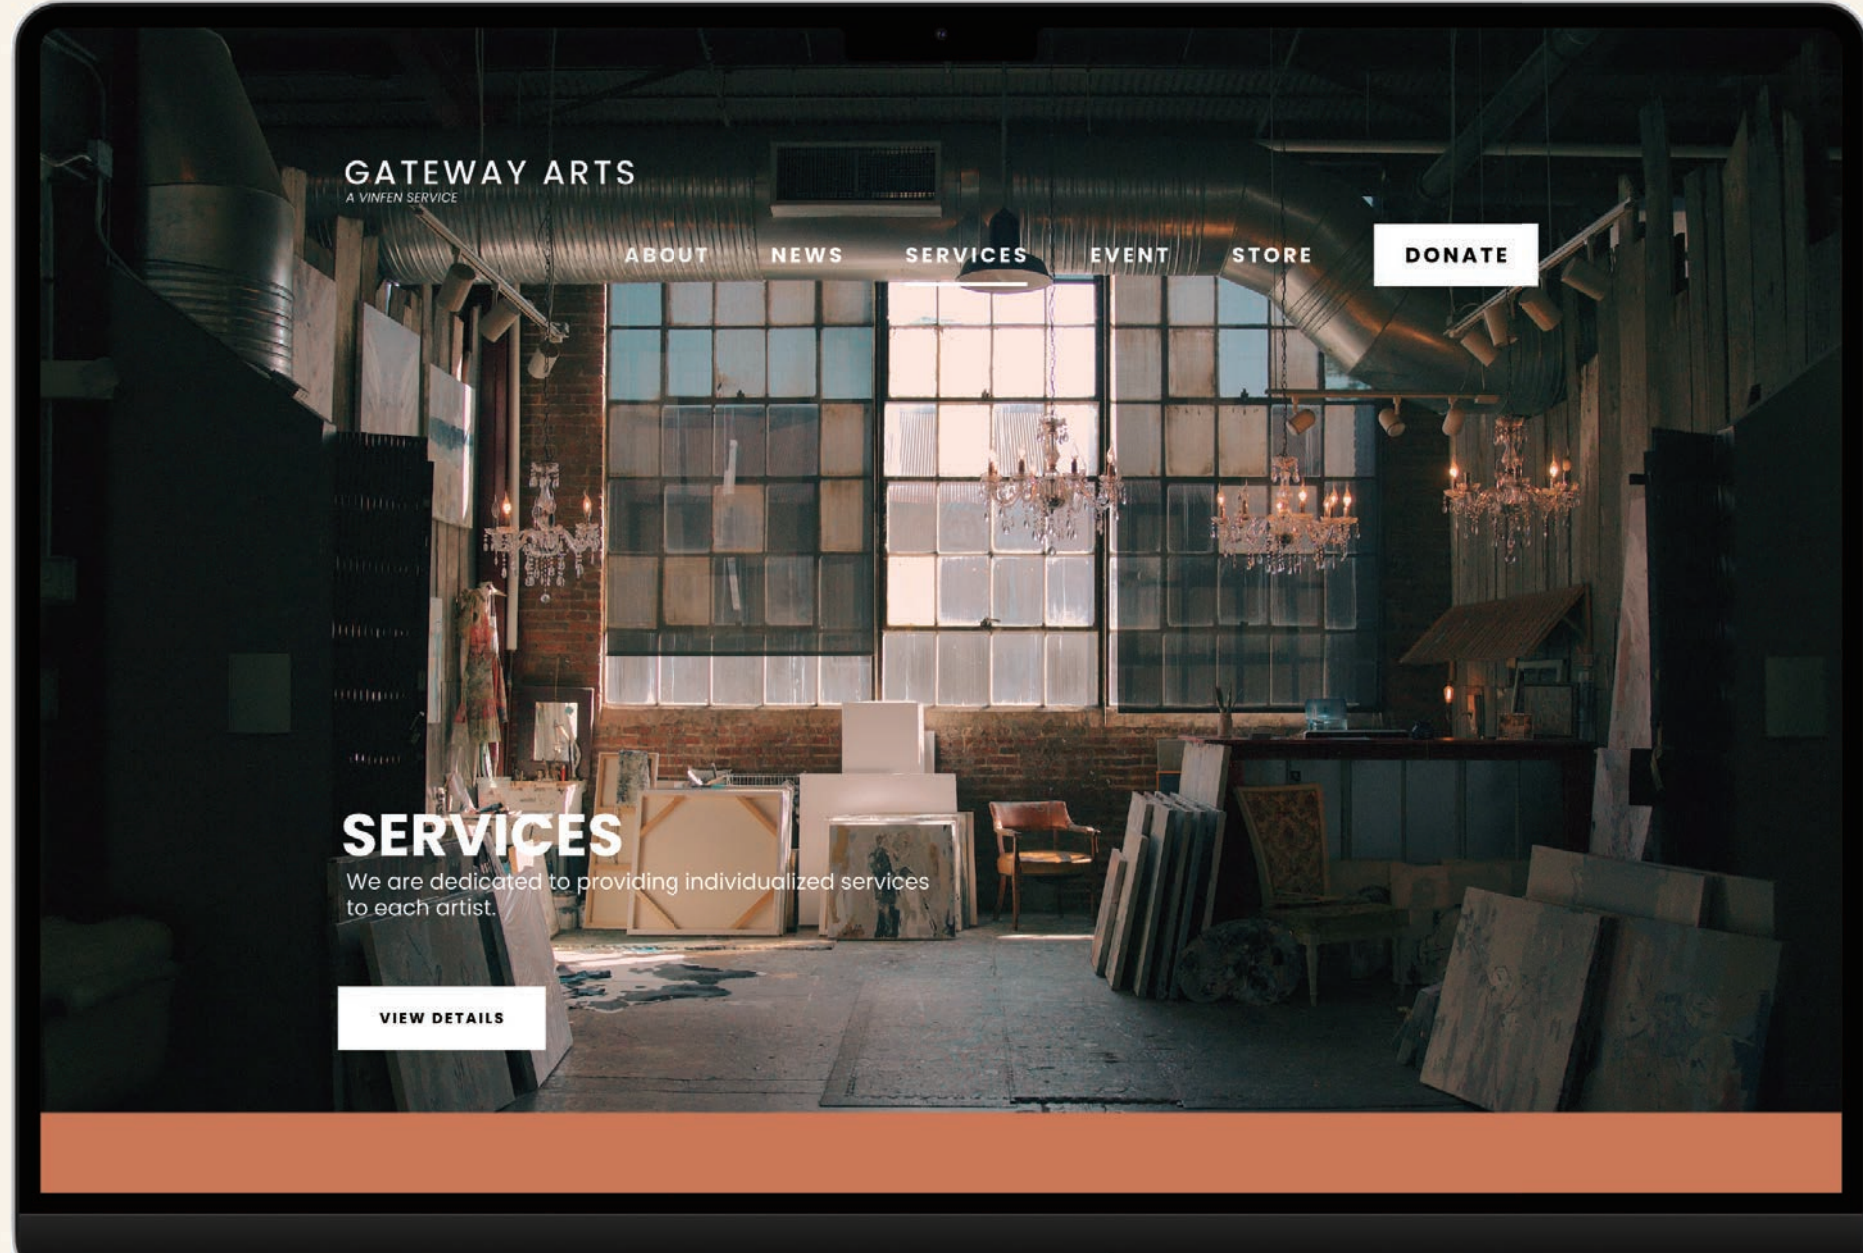 GATEWAY ARTS
A VINFEN SERVICE
ABOUT NEWS SERVICES EVENT STORE DONATE
SERVICES
We are dedicated to providing individualized services
to each artist.
VIEW DETAILS